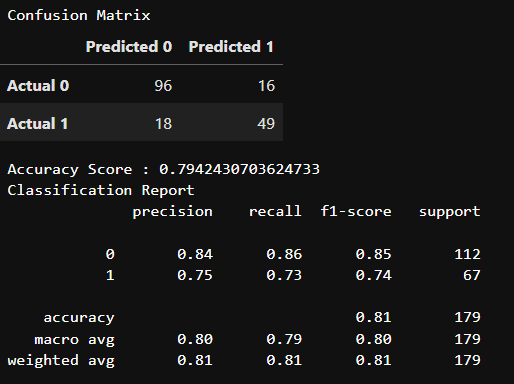 Confusion Matrix
Predicted 0 Predicted 1
Actual 0 96 16
Actual 1 18 49
Accuracy Score : 0.7942430703624733
Classification Report
precision recall f1-score support
0 0.84 0.86 0.85 112
1 0.75 0.73 0.74 67
accuracy 0.81 179
macro avg 0.80 0.79 0.80 179
weighted avg 0.81 0.81 0.81 179